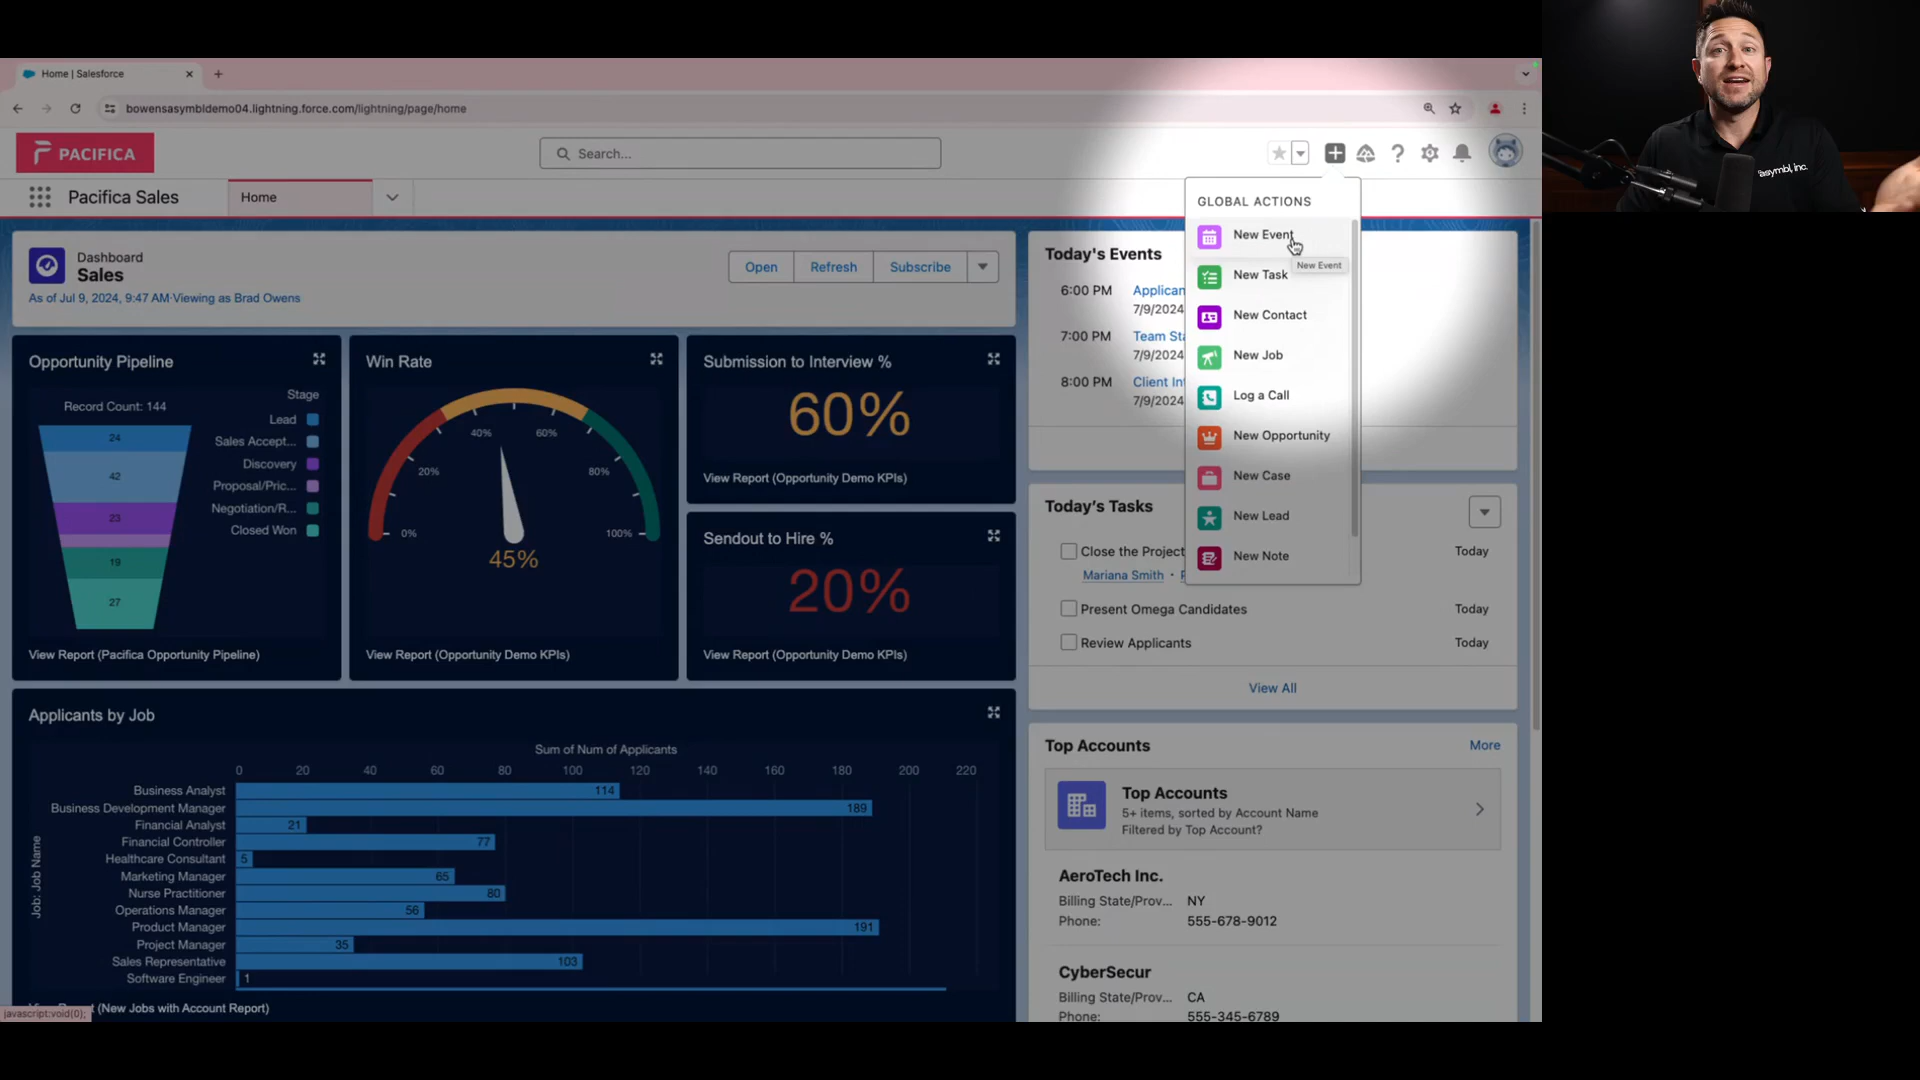 Home | Salesforce
bowensasymbldemo04.lightning.force.com/lightning/page/home
PACIFICA
Search...
Pacifica Sales
Home
Dashboard
Sales
As of Jul 9, 2024, 9:47 AM·Viewing as Brad Owens
Open
Refresh
Subscribe
Opportunity Pipeline
Record Count: 144
Stage
Lead
Sales Accept...
Discovery
Proposal/Pric...
Negotiation/R...
Closed Won
24
42
23
19
27
View Report (Pacifica Opportunity Pipeline)
Win Rate
0%
20%
40%
60%
80%
100%
45%
View Report (Opportunity Demo KPIs)
Submission to Interview %
60%
View Report (Opportunity Demo KPIs)
Sendout to Hire %
20%
View Report (Opportunity Demo KPIs)
Applicants by Job
Sum of Num of Applicants
0 20 40 60 80 100 120 140 160 180 200 220
Job: Job Name
Business Analyst 114
Business Development Manager 189
Financial Analyst 21
Financial Controller 77
Healthcare Consultant 5
Marketing Manager 65
Nurse Practitioner 80
Operations Manager 56
Product Manager 191
Project Manager 35
Sales Representative 103
Software Engineer 1
(New Jobs with Account Report)
javascript:void(0);
GLOBAL ACTIONS
New Event
New Event
New Task
New Contact
New Job
Log a Call
New Opportunity
New Case
New Lead
New Note
Today's Events
6:00 PM
7/9/2024
7:00 PM
7/9/2024
8:00 PM
7/9/2024
Today's Tasks
Close the Project
Today
Mariana Smith
Present Omega Candidates
Today
Review Applicants
Today
View All
Top Accounts
More
Top Accounts
5+ items, sorted by Account Name
Filtered by Top Account?
AeroTech Inc.
Billing State/Prov... NY
Phone: 555-678-9012
CyberSecur
Billing State/Prov... CA
Phone: 555-345-6789
asymbl, inc.